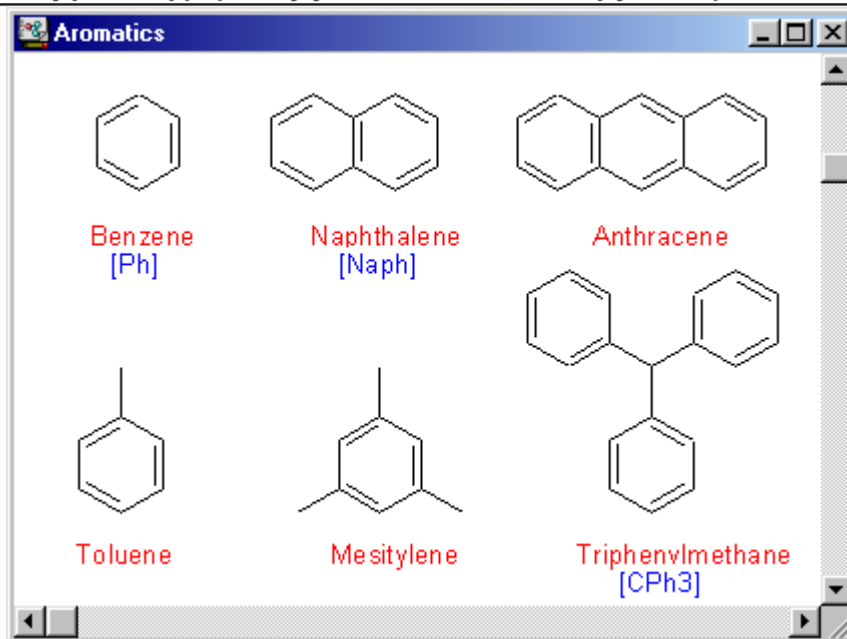 Aromatics
Benzene
[Ph]
Naphthalene
[Naph]
Anthracene
Toluene
Mesitylene
Triphenylmethane
[CPh3]